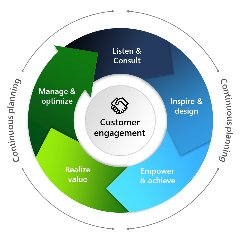 Listen &
Consult
Inspire &
design
Empower
& achieve
Realize
value
Manage &
optimize
Customer
engagement
Continuous planning
Continuous planning